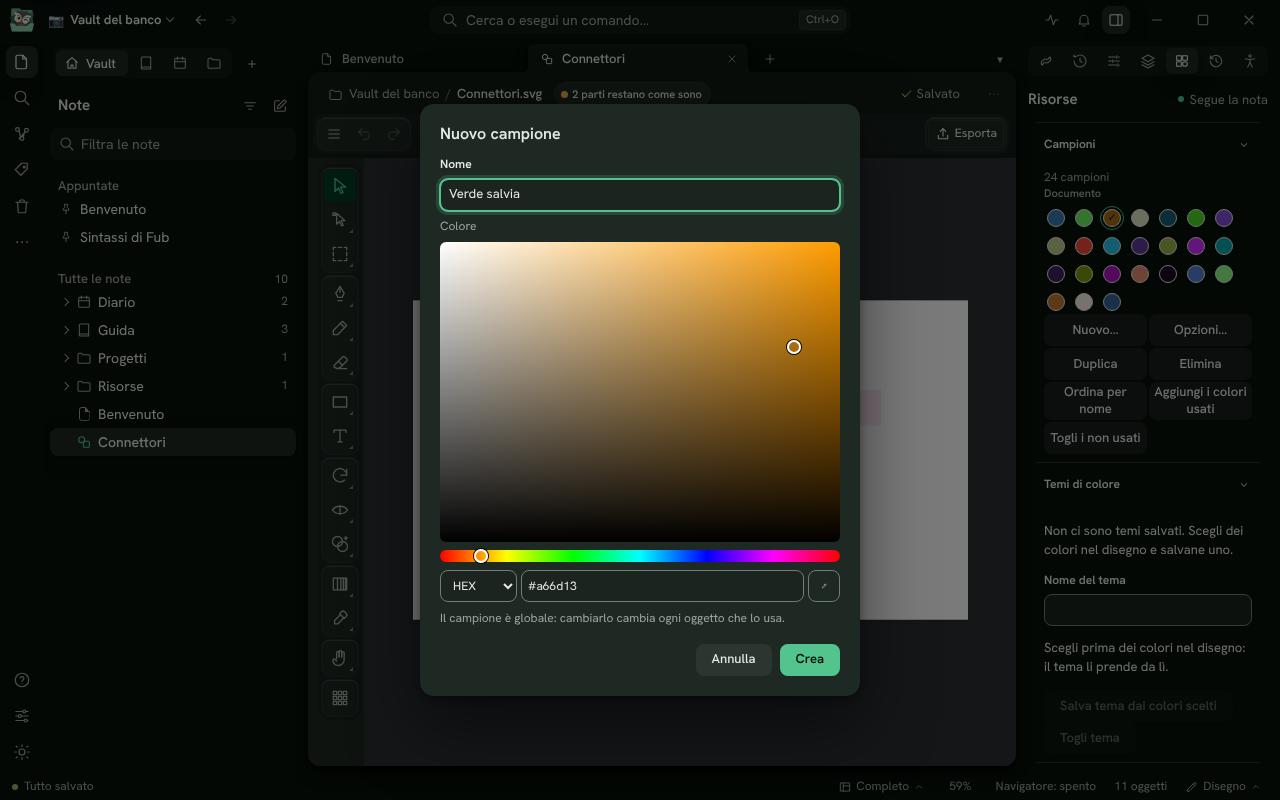 Vault del banco
Cerca o esegui un comando...
Ctrl+O
Vault
Benvenuto
Connettori
Note
Vault del banco / Connettori.svg
2 parti restano come sono
Salvato
Risorse
Segue la nota
Filtra le note
Nuovo campione
Esporta
Campioni
Nome
Verde salvia
24 campioni
Documento
Appuntate
Benvenuto
Sintassi di Fub
Colore
Tutte le note
10
Diario
2
Guida
3
Progetti
1
Risorse
1
Benvenuto
Connettori
Nuovo...
Opzioni...
Duplica
Elimina
Ordina per nome
Aggiungi i colori usati
Togli i non usati
Temi di colore
Non ci sono temi salvati. Scegli dei
colori nel disegno e salvane uno.
Nome del tema
HEX
#a66d13
Il campione è globale: cambiarlo cambia ogni oggetto che lo usa.
Annulla
Crea
Scegli prima dei colori nel disegno:
il tema li prende da lì.
Salva tema dai colori scelti
Togli tema
Tutto salvato
Completo
59%
Navigatore: spento
11 oggetti
Disegno